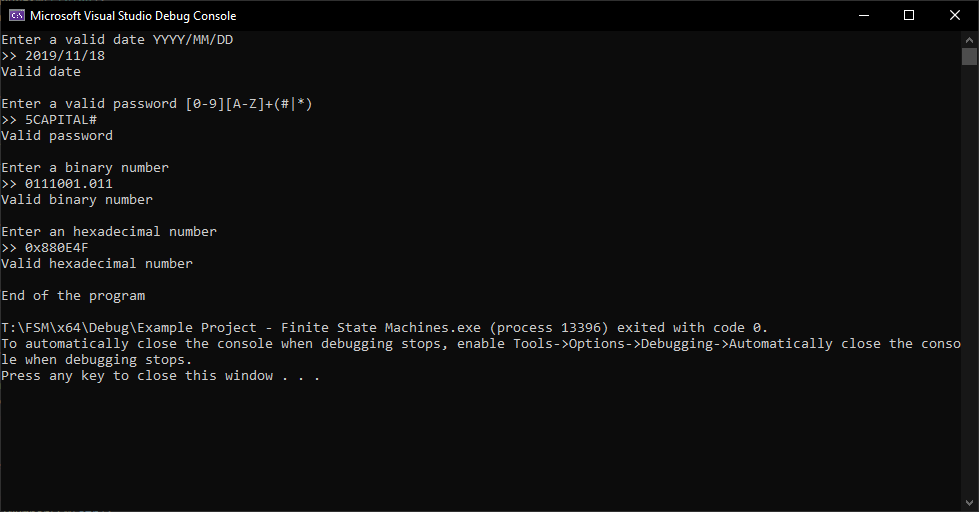 Microsoft Visual Studio Debug Console
Enter a valid date YYYY/MM/DD
>> 2019/11/18
Valid date
Enter a valid password [0-9][A-Z]+(#|*)
>> 5CAPITAL#
Valid password
Enter a binary number
>> 0111001.011
Valid binary number
Enter an hexadecimal number
>> 0x880E4F
Valid hexadecimal number
End of the program
T:\FSM\x64\Debug\Example Project - Finite State Machines.exe (process 13396) exited with code 0.
To automatically close the console when debugging stops, enable Tools->Options->Debugging->Automatically close the conso
le when debugging stops.
Press any key to close this window . . .